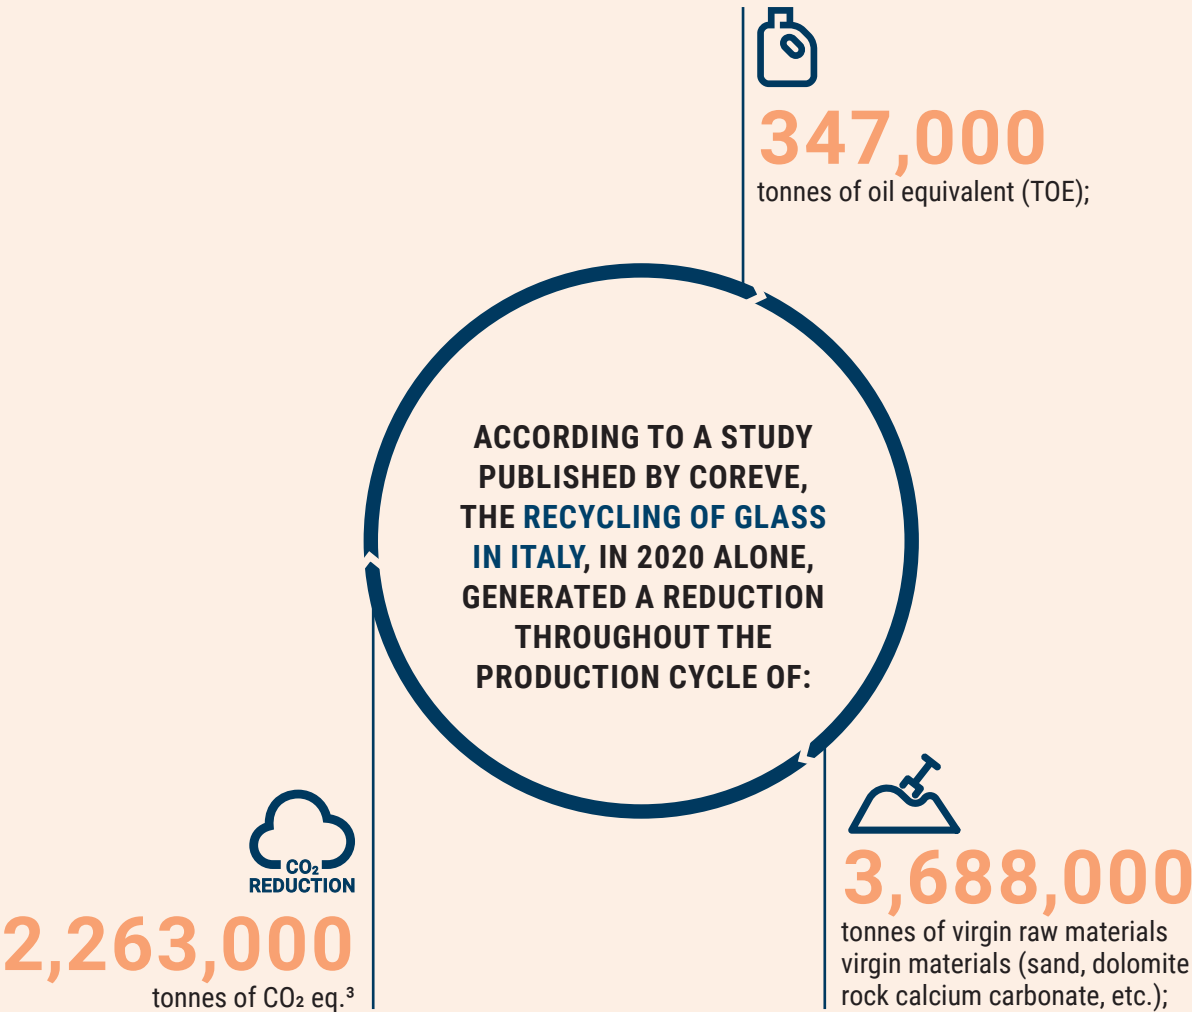 347,000
tonnes of oil equivalent (TOE);
ACCORDING TO A STUDY
PUBLISHED BY COREVE,
THE RECYCLING OF GLASS
IN ITALY, IN 2020 ALONE,
GENERATED A REDUCTION
THROUGHOUT THE
PRODUCTION CYCLE OF:
3,688,000
tonnes of virgin raw materials
virgin materials (sand, dolomite
rock calcium carbonate, etc.);
CO₂
REDUCTION
2,263,000
tonnes of CO₂ eq.³